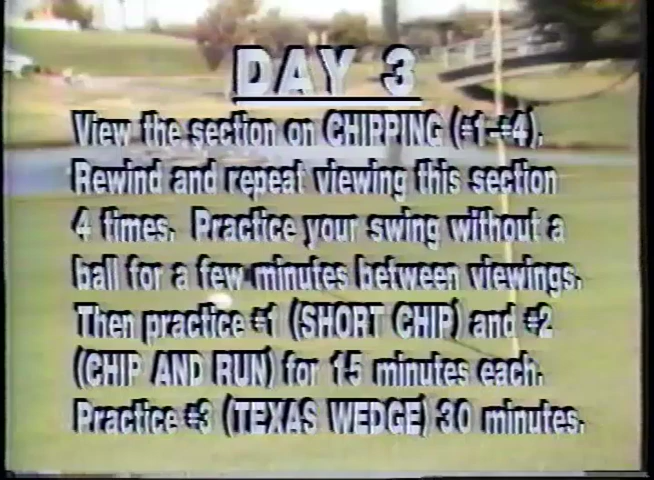 DAY 3
View the section on CHIPPING (#1-#4).
Rewind and repeat viewing this section
4 times. Practice your swing without a
ball for a few minutes between viewings.
Then practice #1 (SHORT CHIP) and #2
(CHIP AND RUN) for 15 minutes each.
Practice #3 (TEXAS WEDGE) 30 minutes.